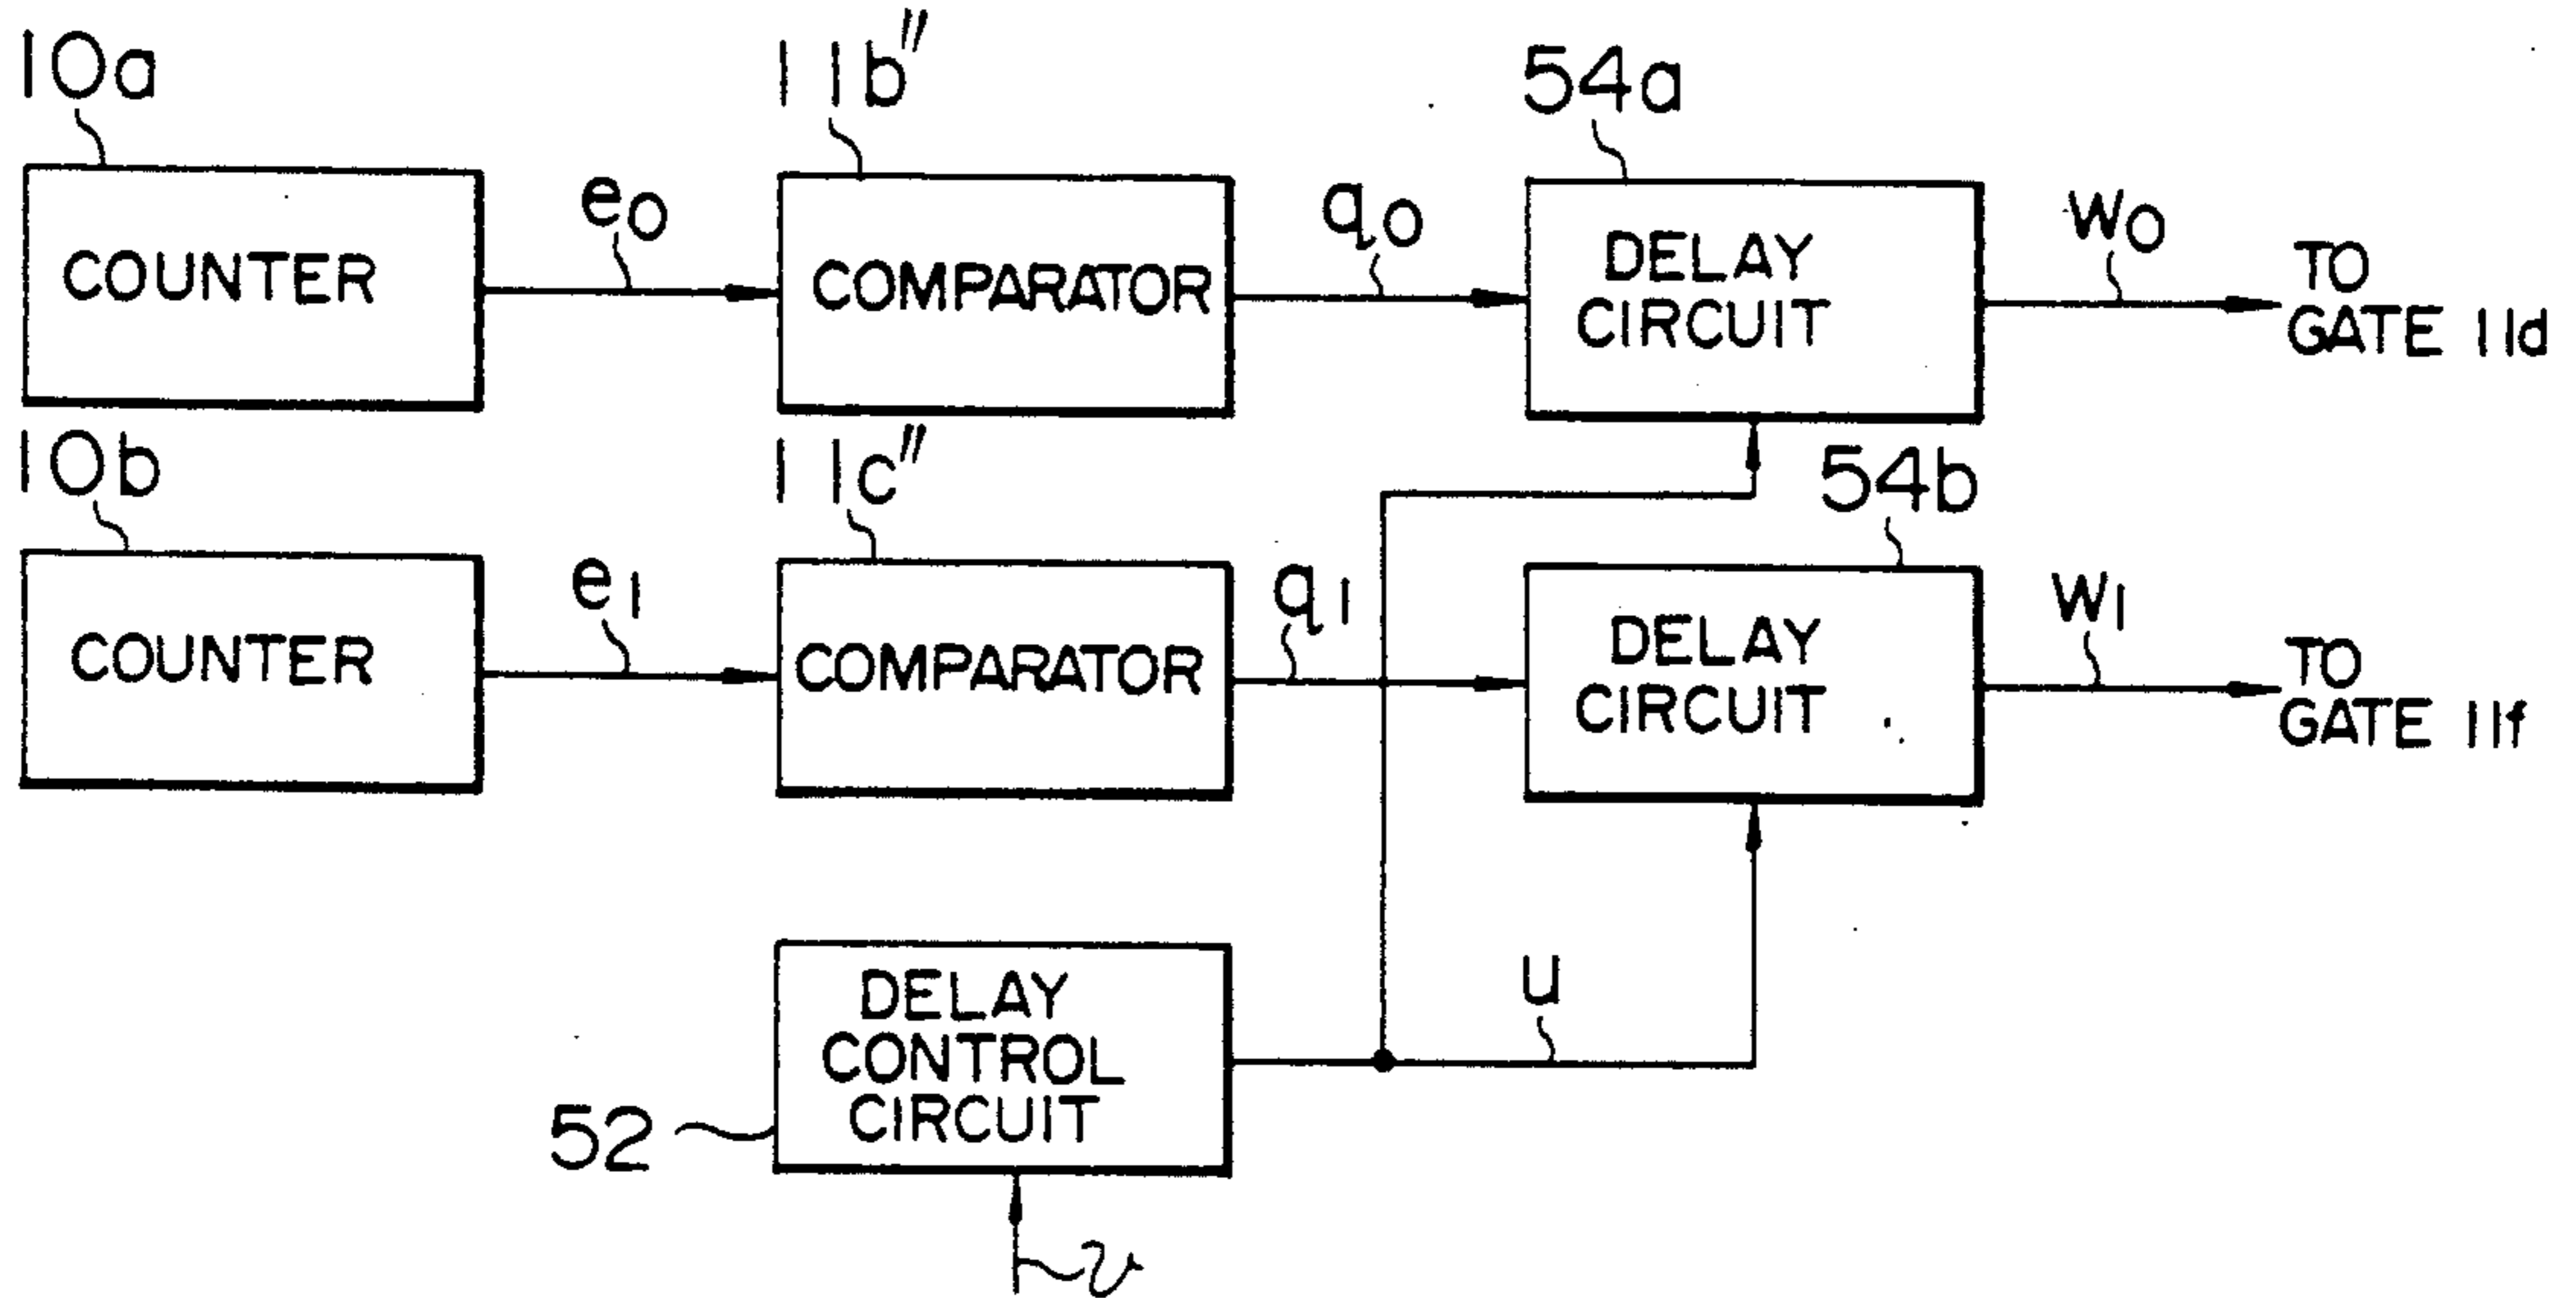 10a
11b"
54a
COUNTER
e0
COMPARATOR
q0
DELAY
CIRCUIT
w0
TO
GATE 11d
10b
11c"
54b
COUNTER
e1
COMPARATOR
q1
DELAY
CIRCUIT
w1
TO
GATE 11f
DELAY
CONTROL
CIRCUIT
52
u
v